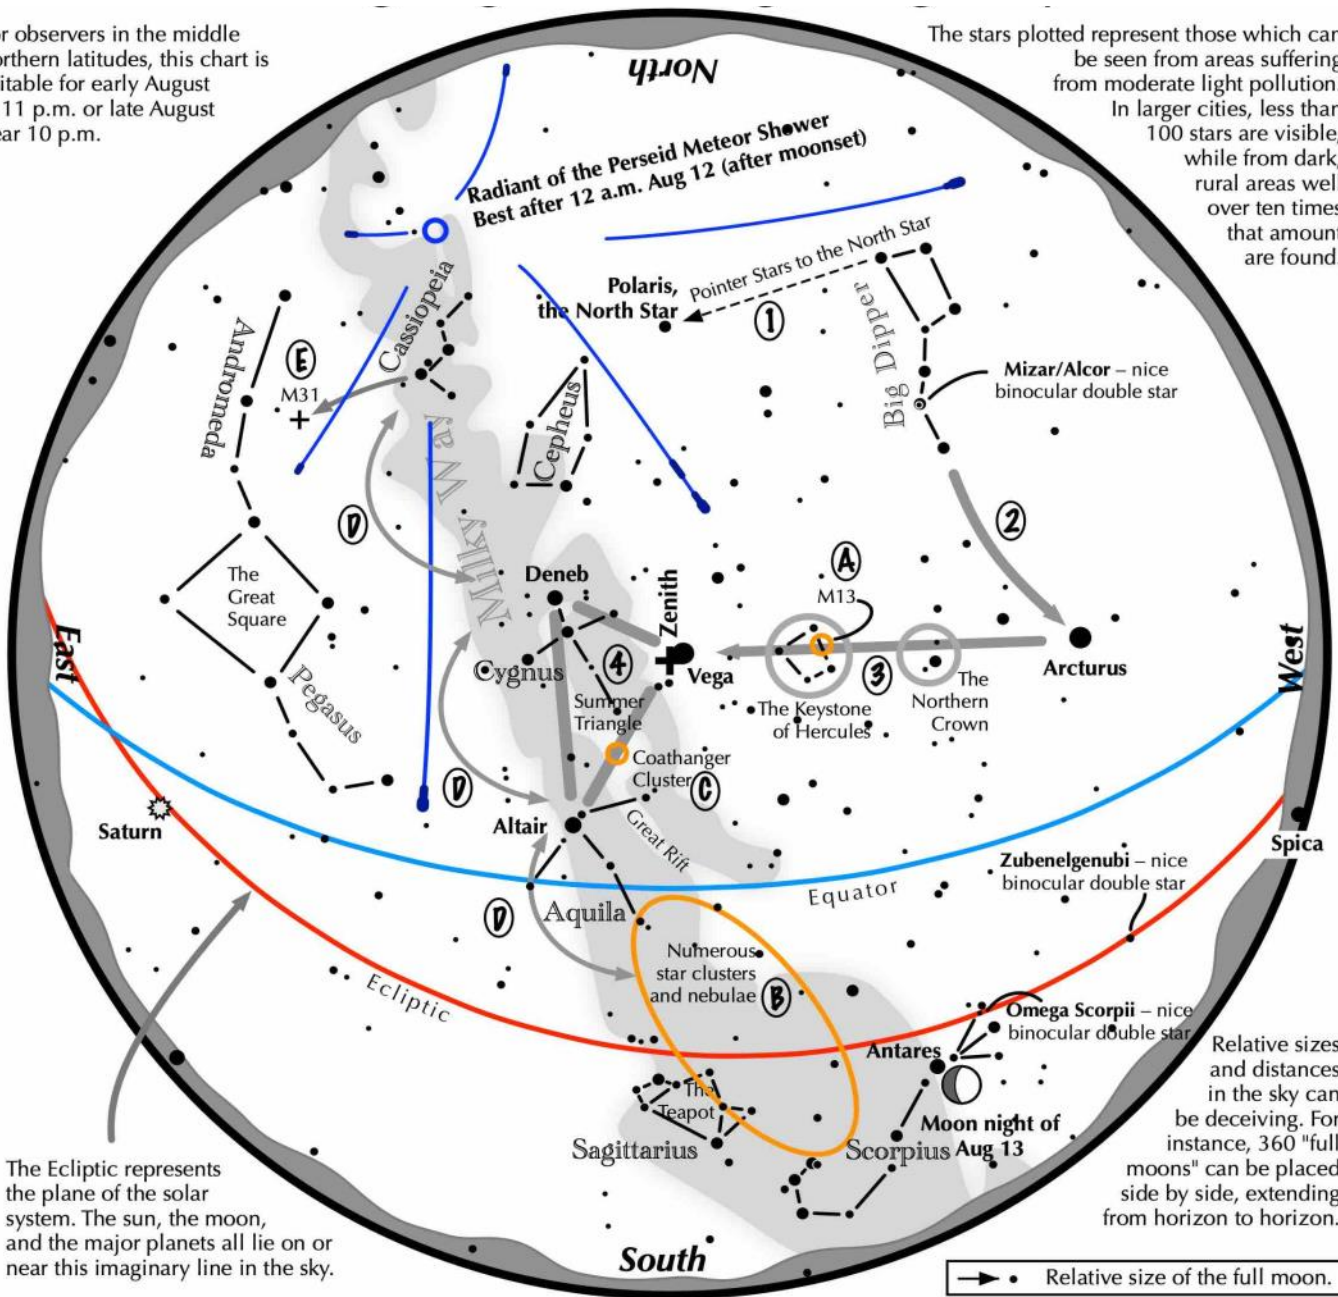 or observers in the middle
orthern latitudes, this chart is
itable for early August
11 p.m. or late August
ear 10 p.m.
The stars plotted represent those which can
be seen from areas suffering
from moderate light pollution.
In larger cities, less than
100 stars are visible,
while from dark,
rural areas well
over ten times
that amount
are found.
North
Radiant of the Perseid Meteor Shower
Best after 12 a.m. Aug 12 (after moonset)
Pointer Stars to the North Star
Polaris,
the North Star
1
Big Dipper
Mizar/Alcor – nice
binocular double star
Cassiopeia
Andromeda
E
M31
Cepheus
Milky Way
D
2
A
M13
The
Great
Square
Deneb
Zenith
East
West
Cygnus
4
Vega
3
Arcturus
Pegasus
Summer
Triangle
The Keystone
of Hercules
The
Northern
Crown
Coathanger
Cluster
C
D
Saturn
Altair
Great Rift
Spica
Zubenelgenubi – nice
binocular double star
Equator
D
Aquila
Numerous
star clusters
and nebulae
B
Ecliptic
Omega Scorpii – nice
binocular double star
Antares
The
Teapot
Sagittarius
Scorpius
Moon night of
Aug 13
Relative sizes
and distances
in the sky can
be deceiving. For
instance, 360 "full
moons" can be placed
side by side, extending
from horizon to horizon.
The Ecliptic represents
the plane of the solar
system. The sun, the moon,
and the major planets all lie on or
near this imaginary line in the sky.
South
Relative size of the full moon.